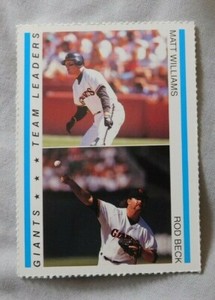 GIANTS ★ ★ ★ TEAM LEADERS
MATT WILLIAMS
ROD BECK